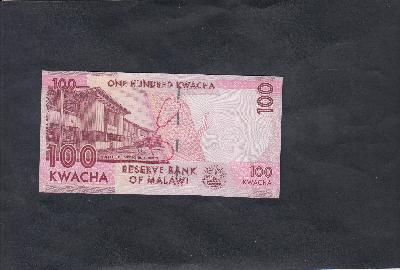 100 ONE HUNDRED KWACHA
100
100
KWACHA
RESERVE BANK
OF MALAWI
100
KWACHA